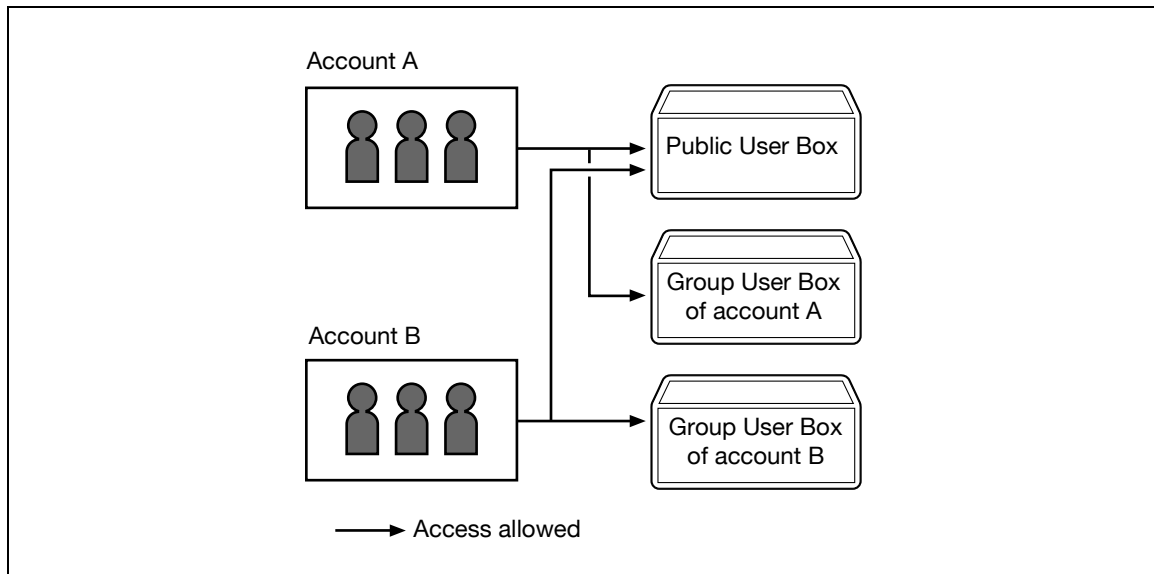 Account A
Public User Box
Group User Box
of account A
Account B
Group User Box
of account B
Access allowed